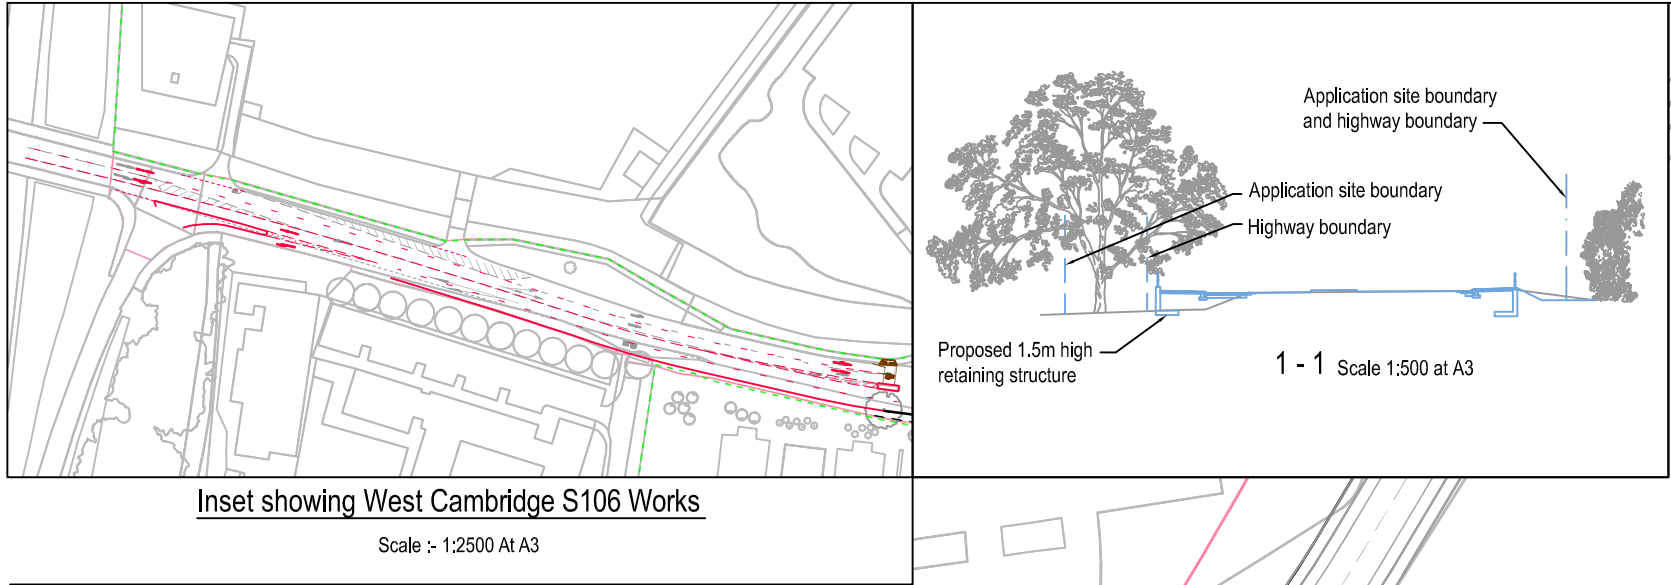 Inset showing West Cambridge S106 Works
Scale :- 1:2500 At A3
Application site boundary
and highway boundary
Application site boundary
Highway boundary
Proposed 1.5m high
retaining structure
1 - 1 Scale 1:500 at A3